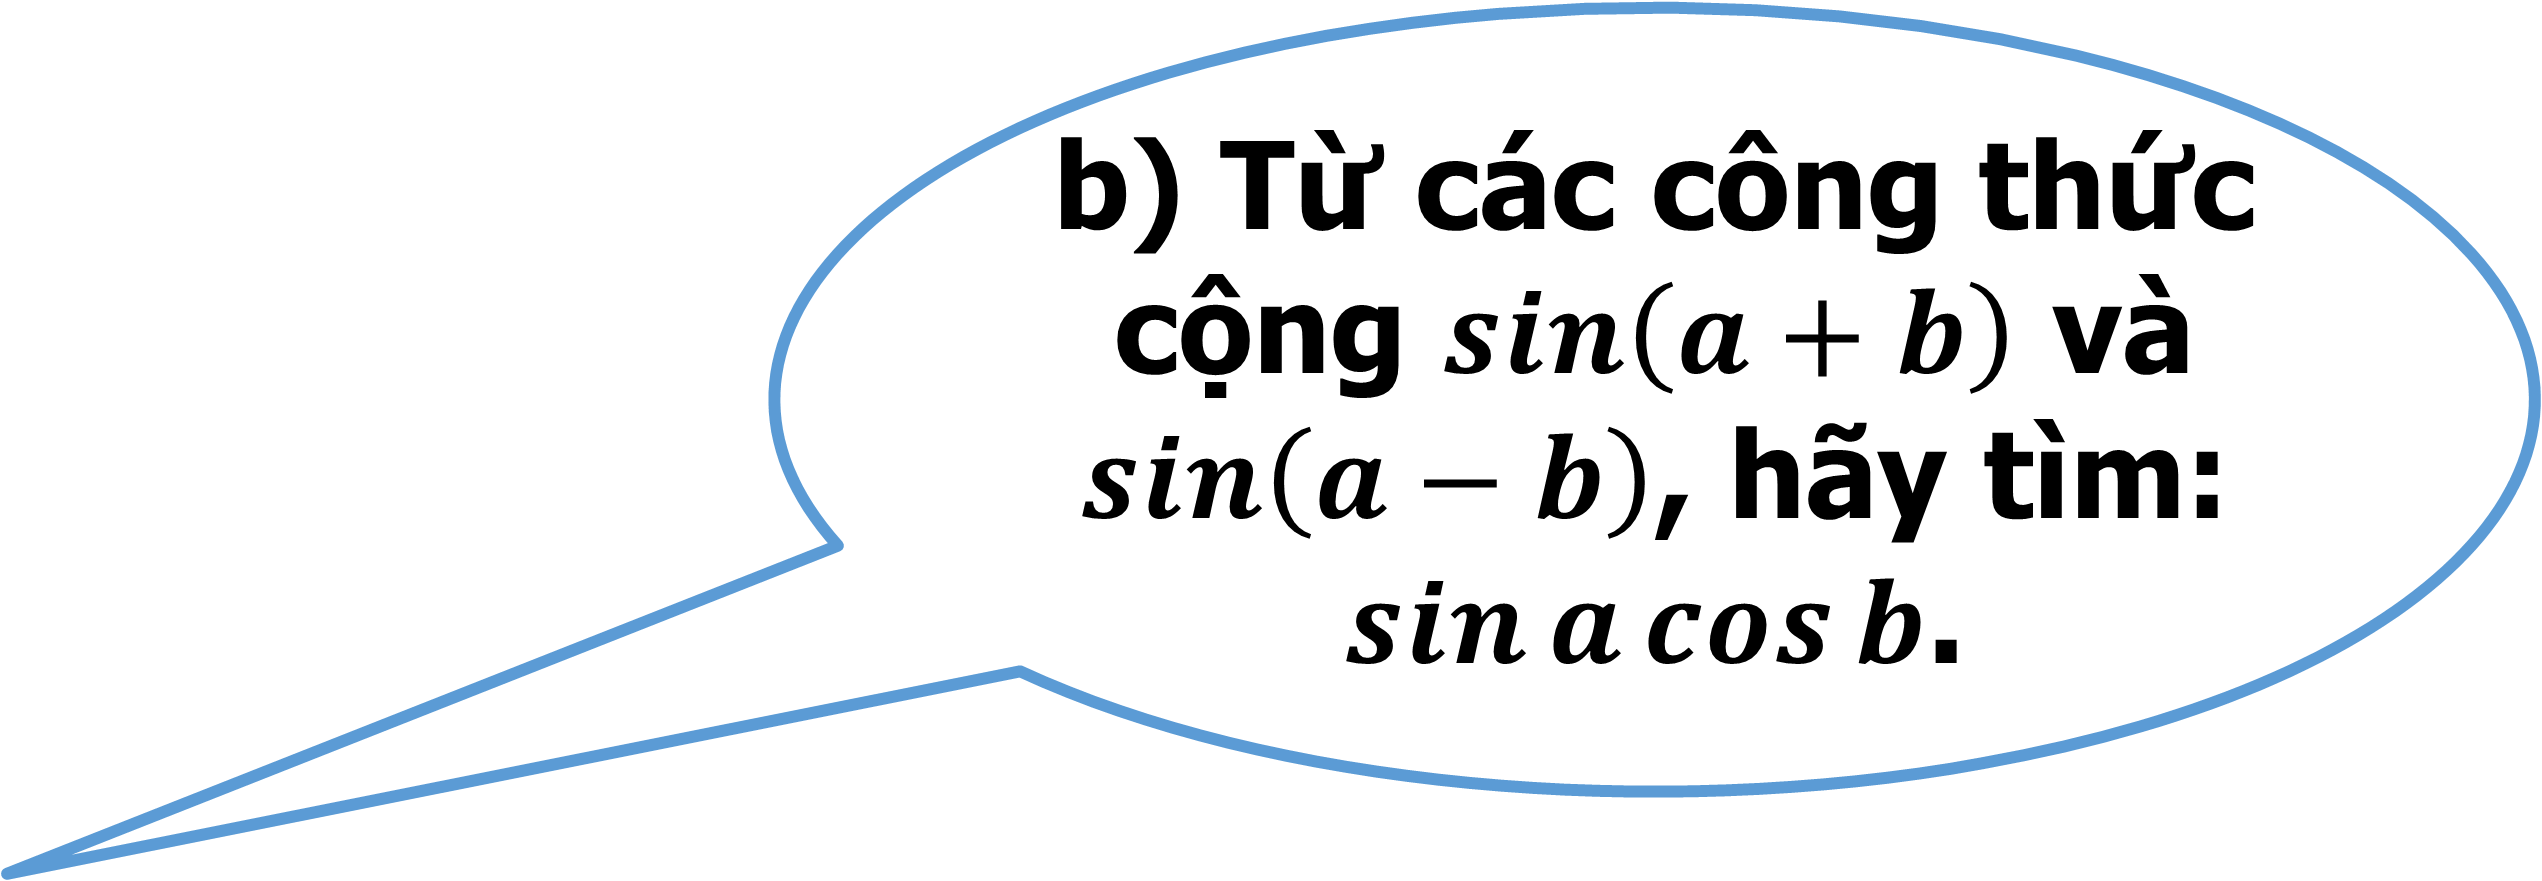 b) Từ các công thức
cộng sin(a + b) và
sin(a − b), hãy tìm:
sin a cos b.